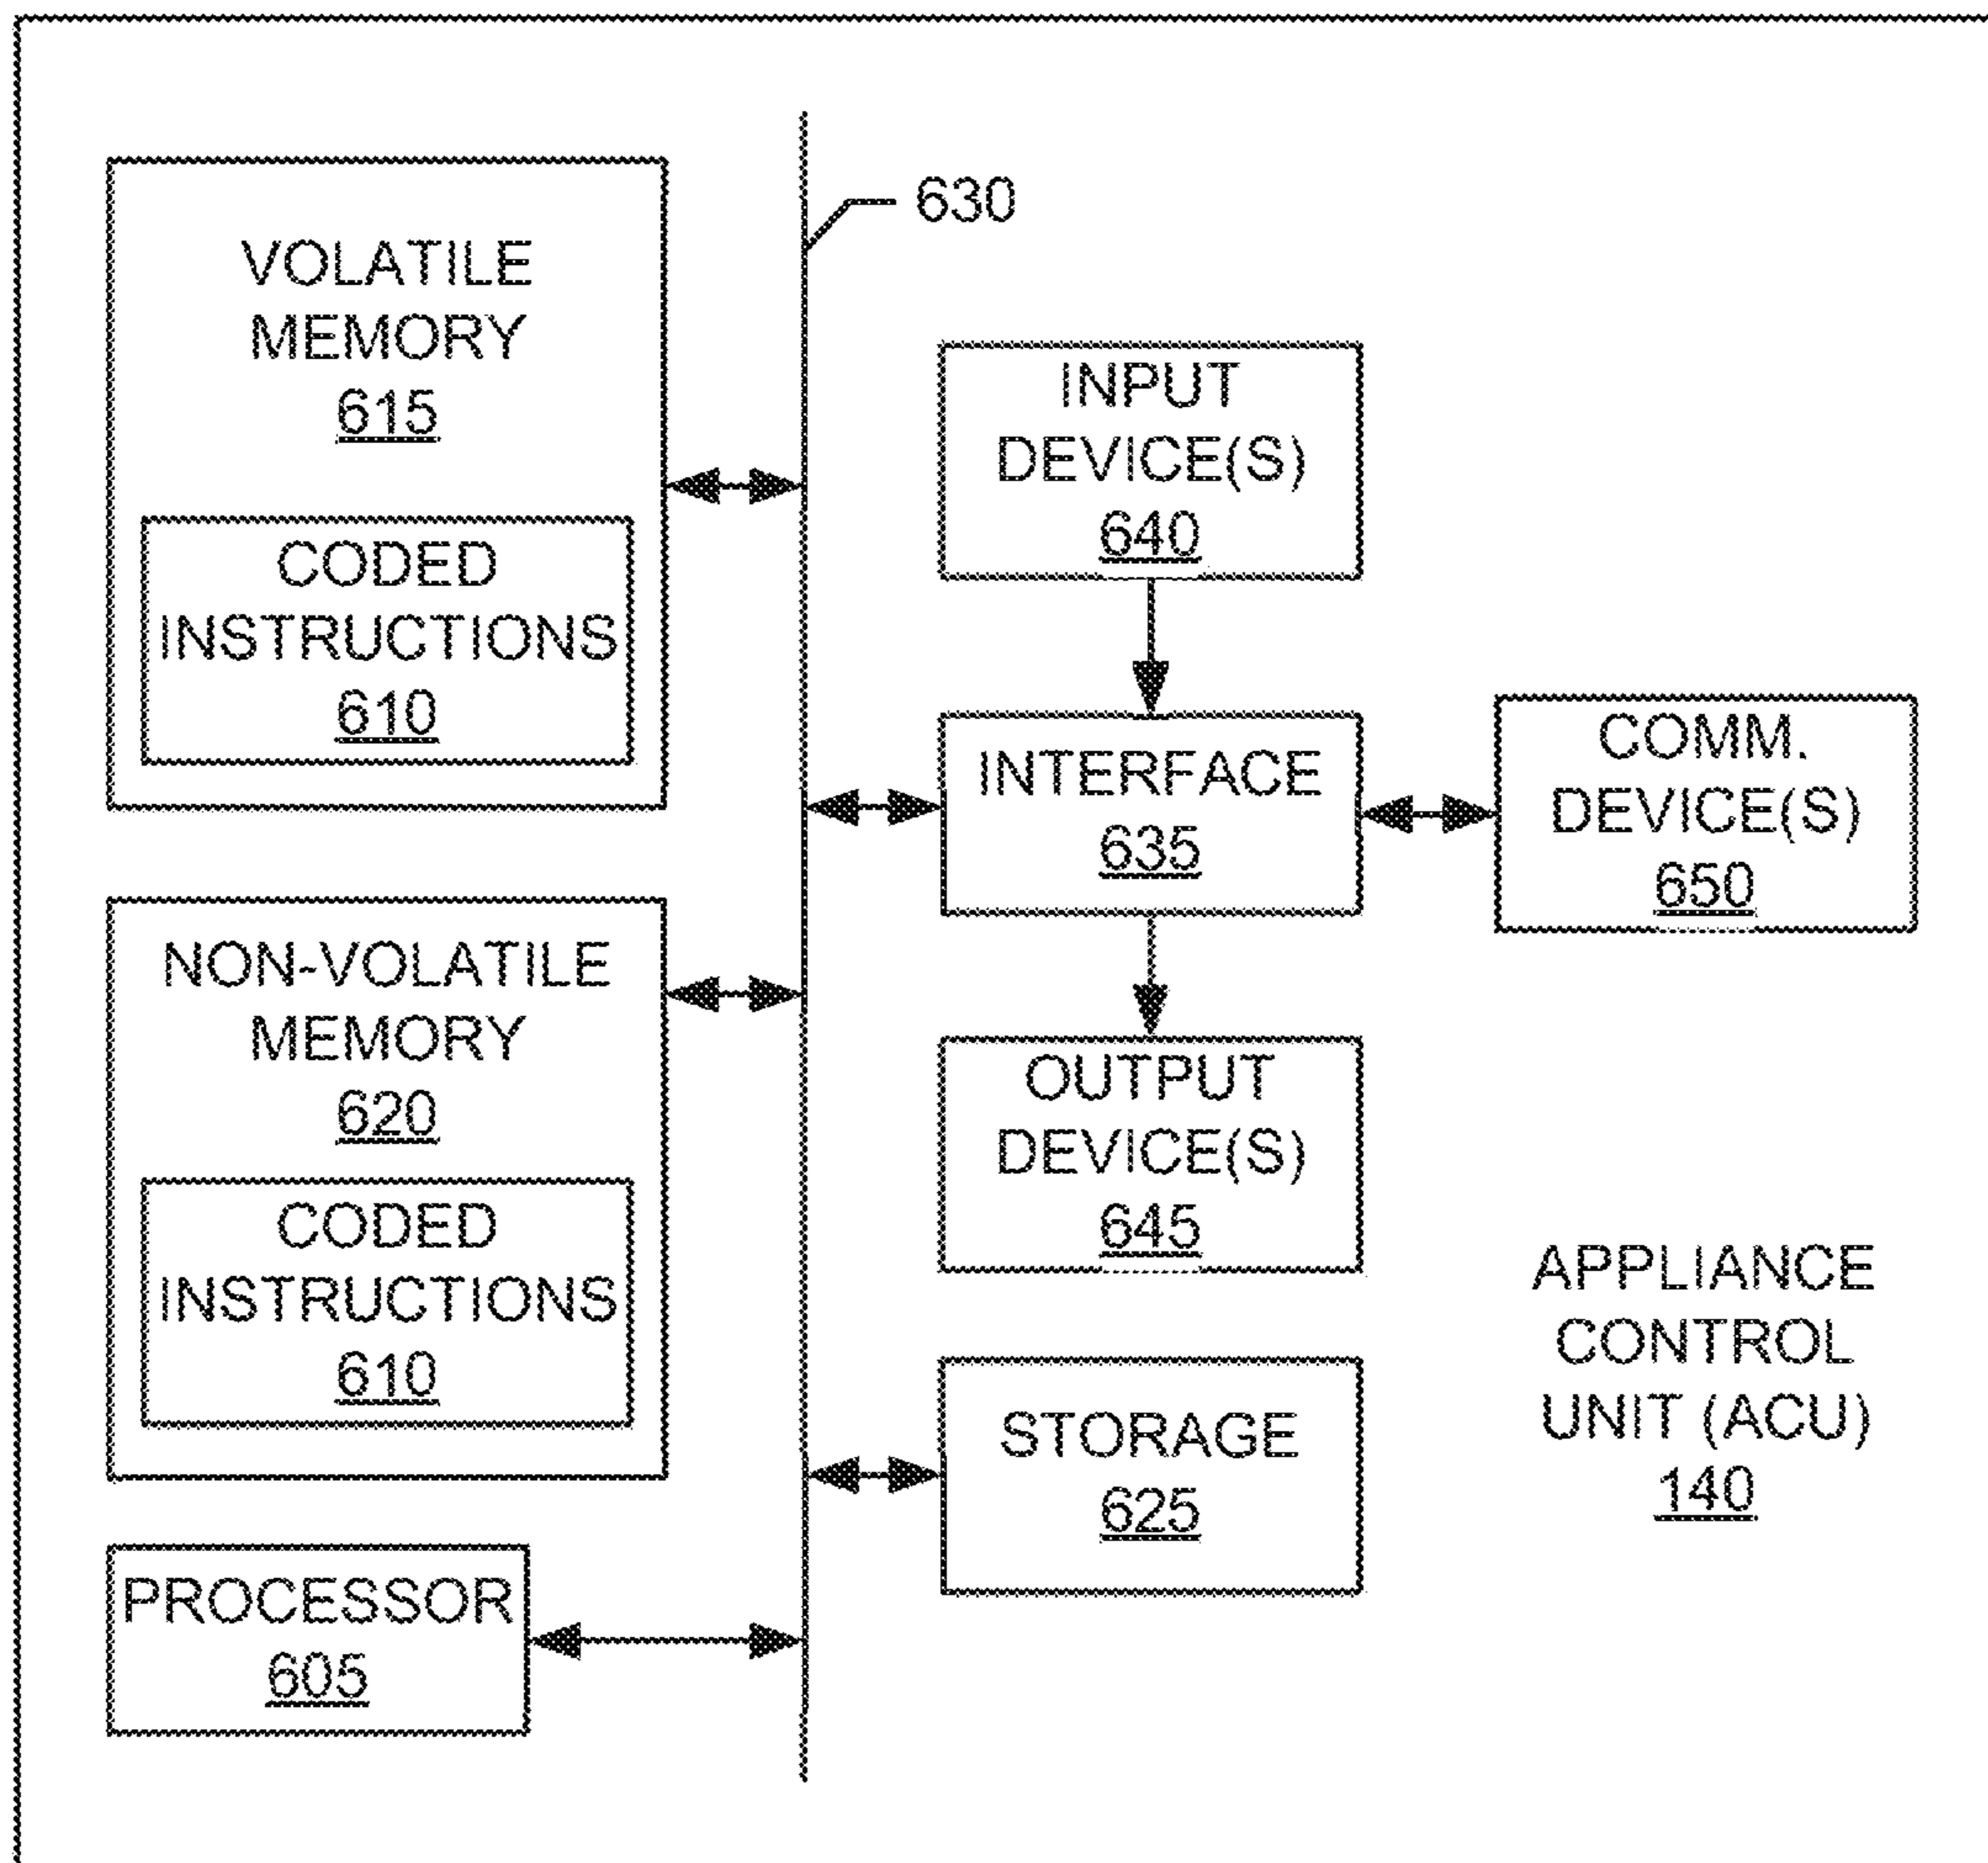 VOLATILE
MEMORY
615
CODED
INSTRUCTIONS
610
630
INPUT
DEVICE(S)
640
INTERFACE
635
COMM.
DEVICE(S)
650
NON-VOLATILE
MEMORY
620
CODED
INSTRUCTIONS
610
OUTPUT
DEVICE(S)
645
STORAGE
625
APPLIANCE
CONTROL
UNIT (ACU)
140
PROCESSOR
605